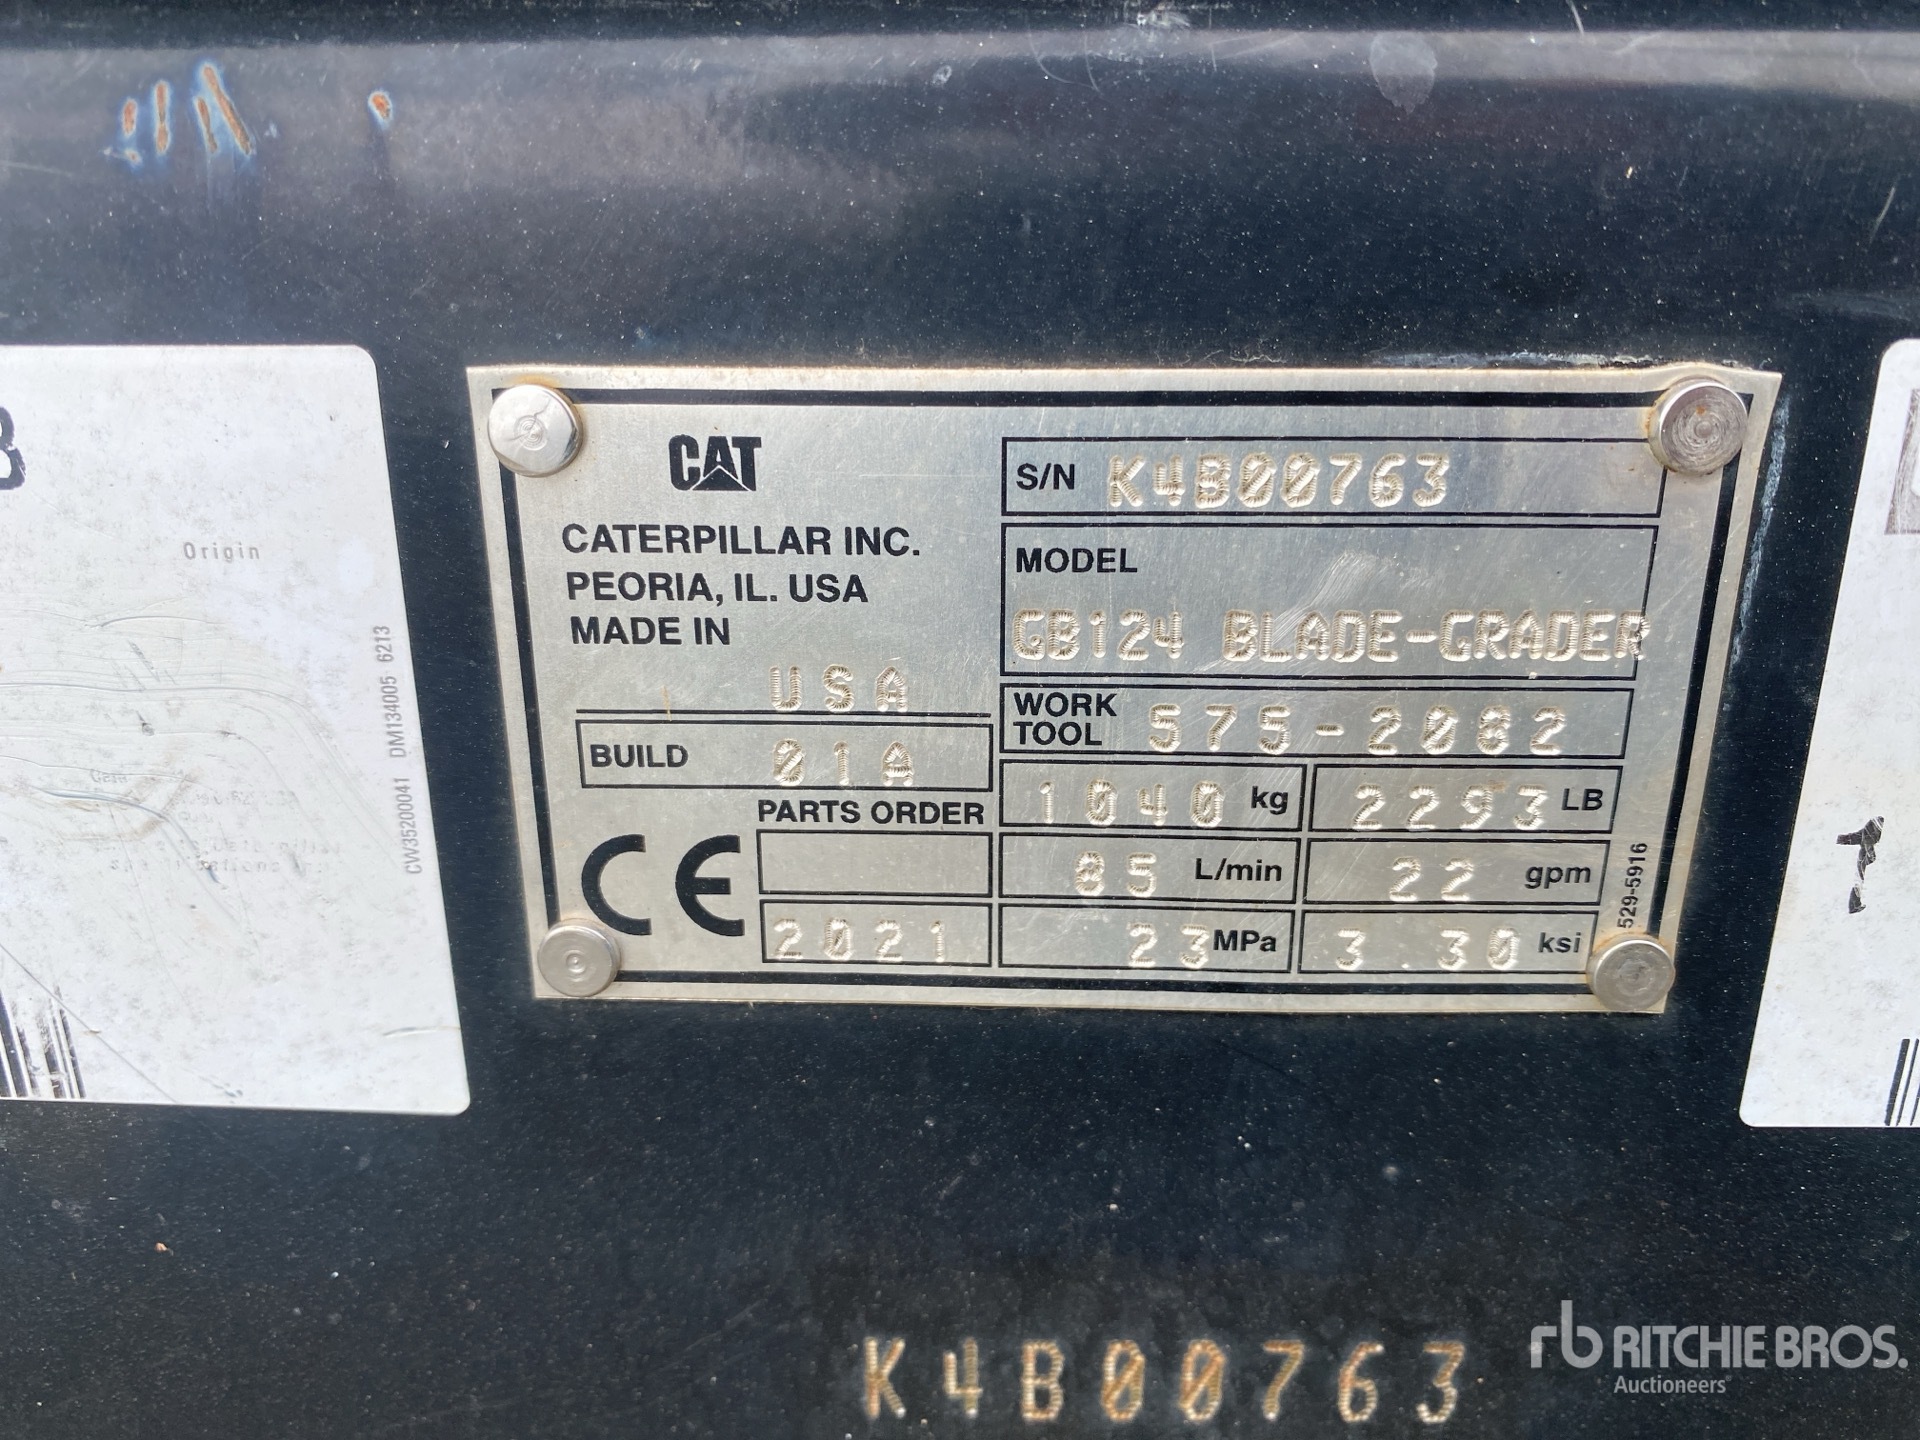 B
Origin
CW35200041 DM134005 6213
CAT
CATERPILLAR INC.
PEORIA, IL. USA
MADE IN
USA
BUILD 01A
PARTS ORDER
CE
2021
S/N K4B00763
MODEL
GB124 BLADE-GRADER
WORK TOOL 575-2082
1040 kg 2293 LB
85 L/min 22 gpm
23 MPa 3.30 ksi
529-5916
K4B00763
rb RITCHIE BROS.
Auctioneers